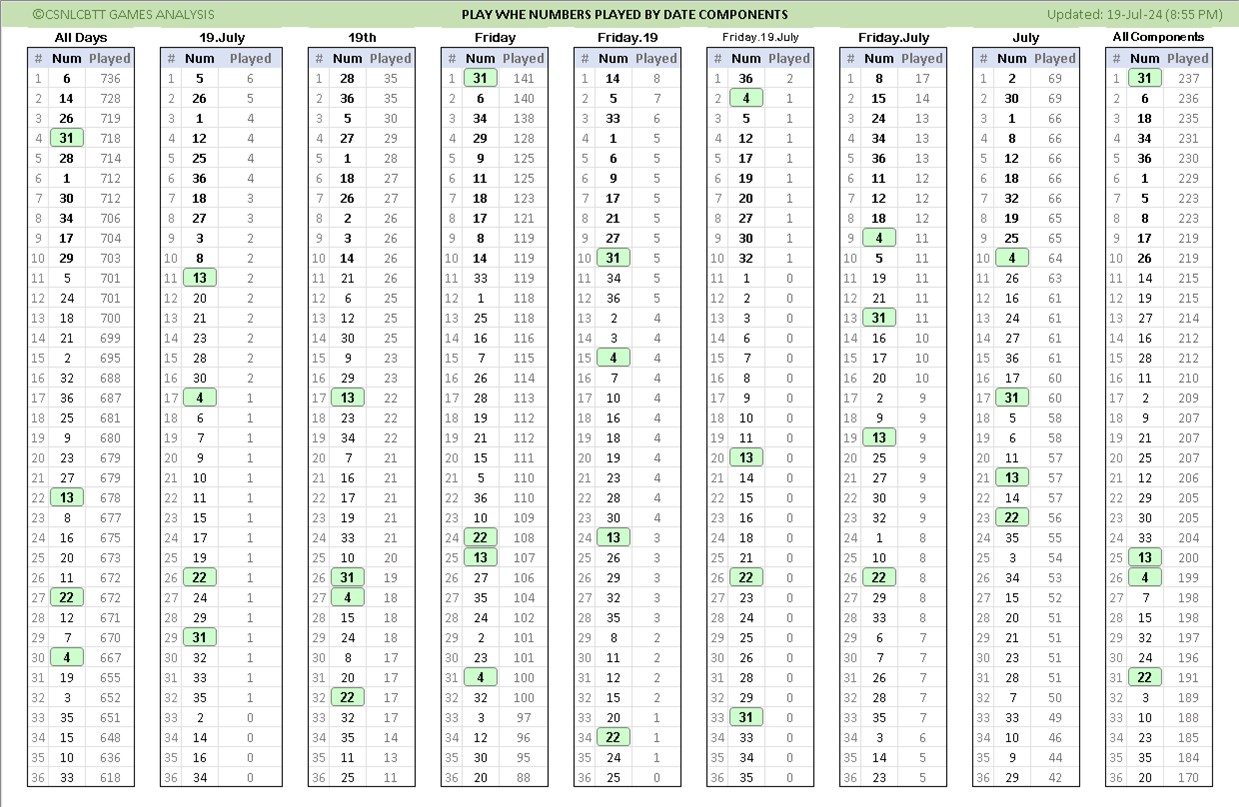 ©CSNLCBTT GAMES ANALYSIS PLAY WHE NUMBERS PLAYED BY DATE COMPONENTS Updated: 19-Jul-24 (8:55 PM)
All Days 19.July 19th Friday Friday.19 Friday.19.July Friday.July July All Components
# Num Played # Num Played # Num Played # Num Played # Num Played # Num Played # Num Played # Num Played # Num Played
1 6 736 1 5 6 1 28 35 1 31 141 1 14 8 1 36 2 1 8 17 1 2 69 1 31 237
2 14 728 2 26 5 2 36 35 2 6 140 2 5 7 2 4 1 2 15 14 2 30 69 2 6 236
3 26 719 3 1 4 3 5 30 3 34 138 3 33 6 3 5 1 3 24 13 3 1 66 3 18 235
4 31 718 4 12 4 4 27 29 4 29 128 4 1 5 4 12 1 4 34 13 4 8 66 4 34 231
5 28 714 5 25 4 5 1 28 5 9 125 5 6 5 5 17 1 5 36 13 5 12 66 5 36 230
6 1 712 6 36 4 6 18 27 6 11 125 6 9 5 6 19 1 6 11 12 6 18 66 6 1 229
7 30 712 7 18 3 7 26 27 7 18 123 7 17 5 7 20 1 7 12 12 7 32 66 7 5 223
8 34 706 8 27 3 8 2 26 8 17 121 8 21 5 8 27 1 8 18 12 8 19 65 8 8 223
9 17 704 9 3 2 9 3 26 9 8 119 9 27 5 9 30 1 9 4 11 9 25 65 9 17 219
10 29 703 10 8 2 10 14 26 10 14 119 10 31 5 10 32 1 10 5 11 10 4 64 10 26 219
11 5 701 11 13 2 11 21 26 11 33 119 11 34 5 11 1 0 11 19 11 11 26 63 11 14 215
12 24 701 12 20 2 12 6 25 12 1 118 12 36 5 12 2 0 12 21 11 12 16 61 12 19 215
13 18 700 13 21 2 13 12 25 13 25 118 13 2 4 13 3 0 13 31 11 13 24 61 13 27 214
14 21 699 14 23 2 14 30 25 14 16 116 14 3 4 14 6 0 14 16 10 14 27 61 14 16 212
15 2 695 15 28 2 15 9 23 15 7 115 15 4 4 15 7 0 15 17 10 15 36 61 15 28 212
16 32 688 16 30 2 16 29 23 16 26 114 16 7 4 16 8 0 16 20 10 16 17 60 16 11 210
17 36 687 17 4 1 17 13 22 17 28 113 17 10 4 17 9 0 17 2 9 17 31 60 17 2 209
18 25 681 18 6 1 18 23 22 18 19 112 18 16 4 18 10 0 18 9 9 18 5 58 18 9 207
19 9 680 19 7 1 19 34 22 19 21 112 19 18 4 19 11 0 19 13 9 19 6 58 19 21 207
20 23 679 20 9 1 20 7 21 20 15 111 20 19 4 20 13 0 20 25 9 20 11 57 20 25 207
21 27 679 21 10 1 21 16 21 21 5 110 21 23 4 21 14 0 21 27 9 21 13 57 21 12 206
22 13 678 22 11 1 22 17 21 22 36 110 22 28 4 22 15 0 22 30 9 22 14 57 22 29 205
23 8 677 23 15 1 23 19 21 23 10 109 23 30 4 23 16 0 23 32 9 23 22 56 23 30 205
24 16 675 24 17 1 24 33 21 24 22 108 24 13 3 24 18 0 24 1 8 24 35 55 24 33 204
25 20 673 25 19 1 25 10 20 25 13 107 25 26 3 25 21 0 25 10 8 25 3 54 25 13 200
26 11 672 26 22 1 26 31 19 26 27 106 26 29 3 26 22 0 26 22 8 26 34 53 26 4 199
27 22 672 27 24 1 27 4 18 27 35 104 27 32 3 27 23 0 27 29 8 27 15 52 27 7 198
28 12 671 28 29 1 28 15 18 28 24 102 28 35 3 28 24 0 28 33 8 28 20 51 28 15 198
29 7 670 29 31 1 29 24 18 29 2 101 29 8 2 29 25 0 29 6 7 29 21 51 29 32 197
30 4 667 30 32 1 30 8 17 30 23 101 30 11 2 30 26 0 30 7 7 30 23 51 30 24 196
31 19 655 31 33 1 31 20 17 31 4 100 31 12 2 31 28 0 31 26 7 31 28 51 31 22 191
32 3 652 32 35 1 32 22 17 32 32 100 32 15 2 32 29 0 32 28 7 32 7 50 32 3 189
33 35 651 33 2 0 33 32 17 33 3 97 33 20 1 33 31 0 33 35 7 33 33 49 33 10 188
34 15 648 34 14 0 34 35 14 34 12 96 34 22 1 34 33 0 34 3 6 34 10 46 34 23 185
35 10 636 35 16 0 35 11 13 35 30 95 35 24 1 35 34 0 35 14 5 35 9 44 35 35 184
36 33 618 36 34 0 36 25 11 36 20 88 36 25 0 36 35 0 36 23 5 36 29 42 36 20 170